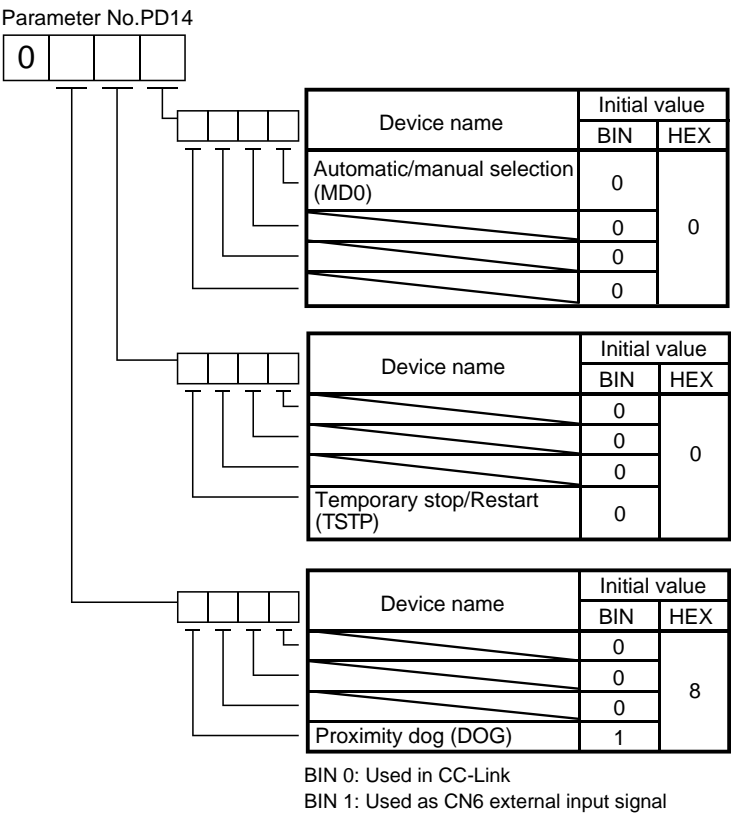 Parameter No.PD14
0
Device name Initial value
BIN HEX
Automatic/manual selection
(MD0) 0
0 0
0
0
Device name Initial value
BIN HEX
0
0
0 0
Temporary stop/Restart
(TSTP) 0
Device name Initial value
BIN HEX
0
0 8
0
Proximity dog (DOG) 1
BIN 0: Used in CC-Link
BIN 1: Used as CN6 external input signal